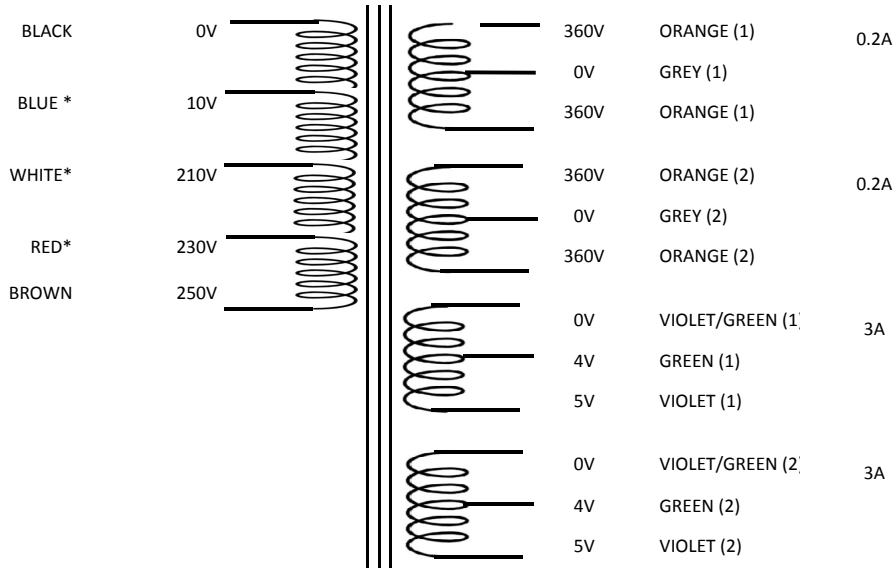 BLACK 0V 360V ORANGE (1) 0.2A
0V GREY (1)
BLUE * 10V 360V ORANGE (1)
WHITE* 210V 360V ORANGE (2) 0.2A
0V GREY (2)
RED* 230V 360V ORANGE (2)
BROWN 250V
0V VIOLET/GREEN (1) 3A
4V GREEN (1)
5V VIOLET (1)
0V VIOLET/GREEN (2) 3A
4V GREEN (2)
5V VIOLET (2)